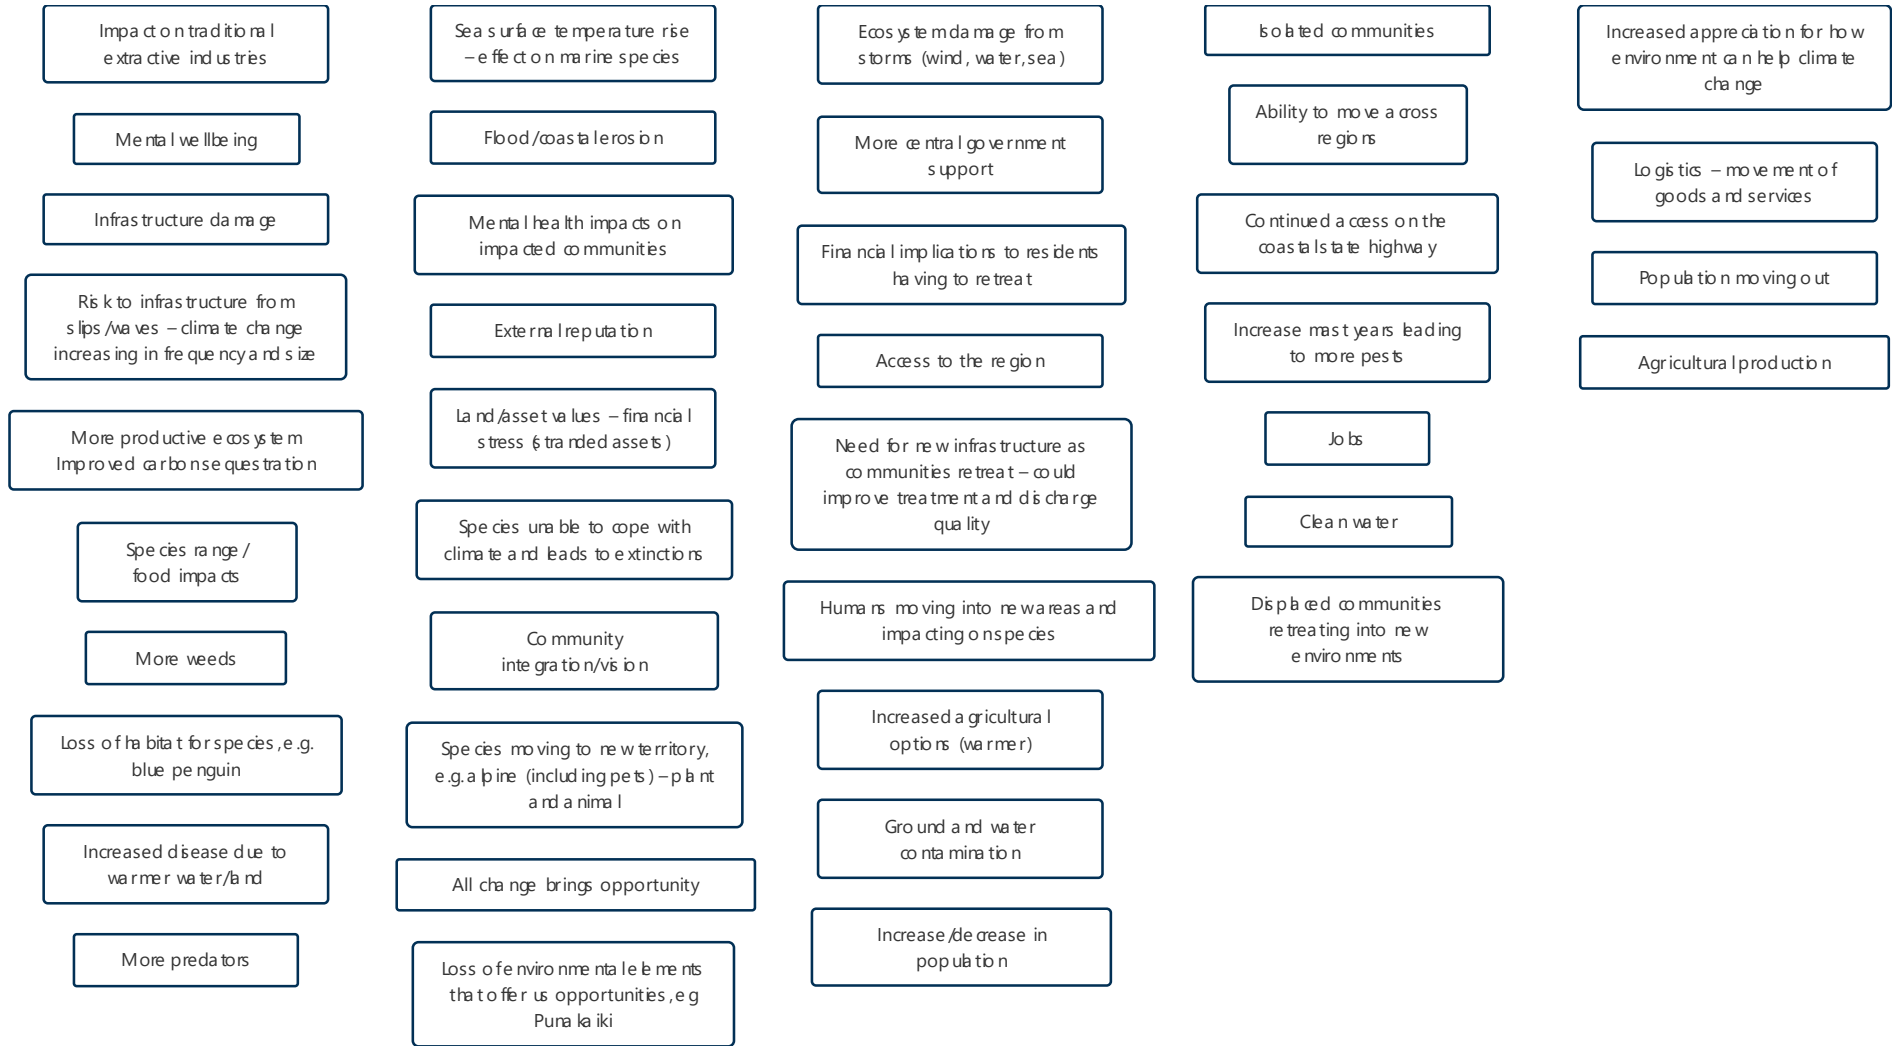 Impact on traditional
extractive industries
Mental wellbeing
Infrastructure damage
Risk to infrastructure from
slips/waves – climate change
increasing in frequency and size
More productive ecosystem
Improved carbon sequestration
Species range/
food impacts
More weeds
Loss of habitat for species, e.g.
blue penguin
Increased disease due to
warmer water/land
More predators
Sea surface temperature rise
– effect on marine species
Flood/coastal erosion
Mental health impacts on
impacted communities
External reputation
Land/asset values – financial
stress (stranded assets)
Species unable to cope with
climate and leads to extinctions
Community
integration/vision
Species moving to new territory,
e.g. alpine (including pets) – plant
and animal
All change brings opportunity
Loss of environmental elements
that offer us opportunities, eg
Punakaiki
Ecosystem damage from
storms (wind, water, sea)
More central government
support
Financial implications to residents
having to retreat
Access to the region
Need for new infrastructure as
communities retreat – could
improve treatment and discharge
quality
Humans moving into new areas and
impacting on species
Increased agricultural
options (warmer)
Ground and water
contamination
Increase/decrease in
population
Isolated communities
Ability to move across
regions
Continued access on the
coastal state highway
Increase mast years leading
to more pests
Jobs
Clean water
Displaced communities
retreating into new
environments
Increased appreciation for how
environment can help climate
change
Logistics – movement of
goods and services
Population moving out
Agricultural production